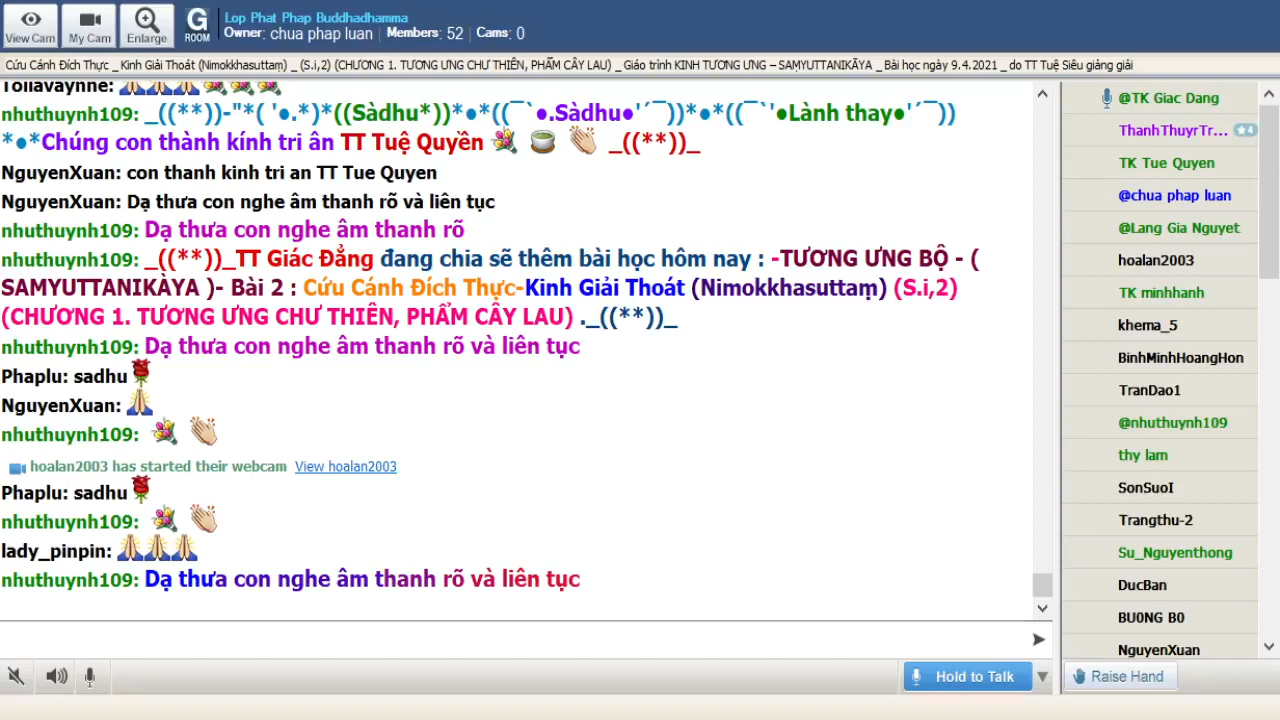 View Cam
My Cam
Enlarge
G
ROOM
Lop Phat Phap Buddhadhamma
Owner: chua phap luan | Members: 52 | Cams: 0
Cứu Cánh Đích Thực _ Kinh Giải Thoát (Nimokkhasuttaṃ) _ (S.i,2) (CHƯƠNG 1. TƯƠNG ƯNG CHƯ THIÊN, PHẨM CÂY LAU) _ Giáo trình KINH TƯƠNG ƯNG – SAṂYUTTANIKĀYA _ Bài học ngày 9.4.2021 _ do TT Tuệ Siêu giảng giải
nhuthuynh109: _((**))-"*( '●.*)*((Sàdhu*))*●*((¯`●.Sàdhu●'´¯))*●*((¯`'●Lành thay●'´¯))
*●*Chúng con thành kính tri ân TT Tuệ Quyền _((**))_
NguyenXuan: con thanh kinh tri an TT Tue Quyen
NguyenXuan: Dạ thưa con nghe âm thanh rõ và liên tục
nhuthuynh109: Dạ thưa con nghe âm thanh rõ
nhuthuynh109: _((**))_TT Giác Đẳng đang chia sẽ thêm bài học hôm nay : -TƯƠNG ƯNG BỘ - (
SAMYUTTANIKÀYA )- Bài 2 : Cứu Cánh Đích Thực-Kinh Giải Thoát (Nimokkhasuttaṃ) (S.i,2)
(CHƯƠNG 1. TƯƠNG ƯNG CHƯ THIÊN, PHẨM CÂY LAU) ._((**))_
nhuthuynh109: Dạ thưa con nghe âm thanh rõ và liên tục
Phaplu: sadhu
NguyenXuan:
nhuthuynh109:
hoalan2003 has started their webcam View hoalan2003
Phaplu: sadhu
nhuthuynh109:
lady_pinpin:
nhuthuynh109: Dạ thưa con nghe âm thanh rõ và liên tục
Hold to Talk
@TK Giac Dang
ThanhThuyrTr... ★4
TK Tue Quyen
@chua phap luan
@Lang Gia Nguyet
hoalan2003
TK minhhanh
khema_5
BinhMinhHoangHon
TranDao1
@nhuthuynh109
thy lam
SonSuoI
Trangthu-2
Su_Nguyenthong
DucBan
BU0NG B0
NguyenXuan
Raise Hand